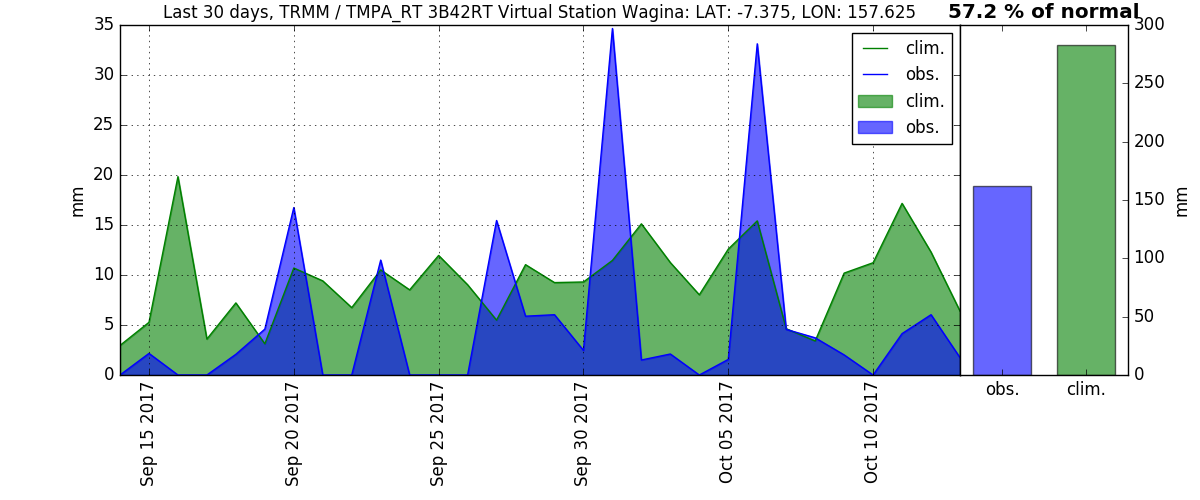 Last 30 days, TRMM / TMPA_RT 3B42RT Virtual Station Wagina: LAT: -7.375, LON: 157.625
57.2 % of normal
35
30
25
20
15
10
5
0
mm
clim.
obs.
clim.
obs.
300
250
200
150
100
50
0
mm
obs.
clim.
Sep 15 2017
Sep 20 2017
Sep 25 2017
Sep 30 2017
Oct 05 2017
Oct 10 2017